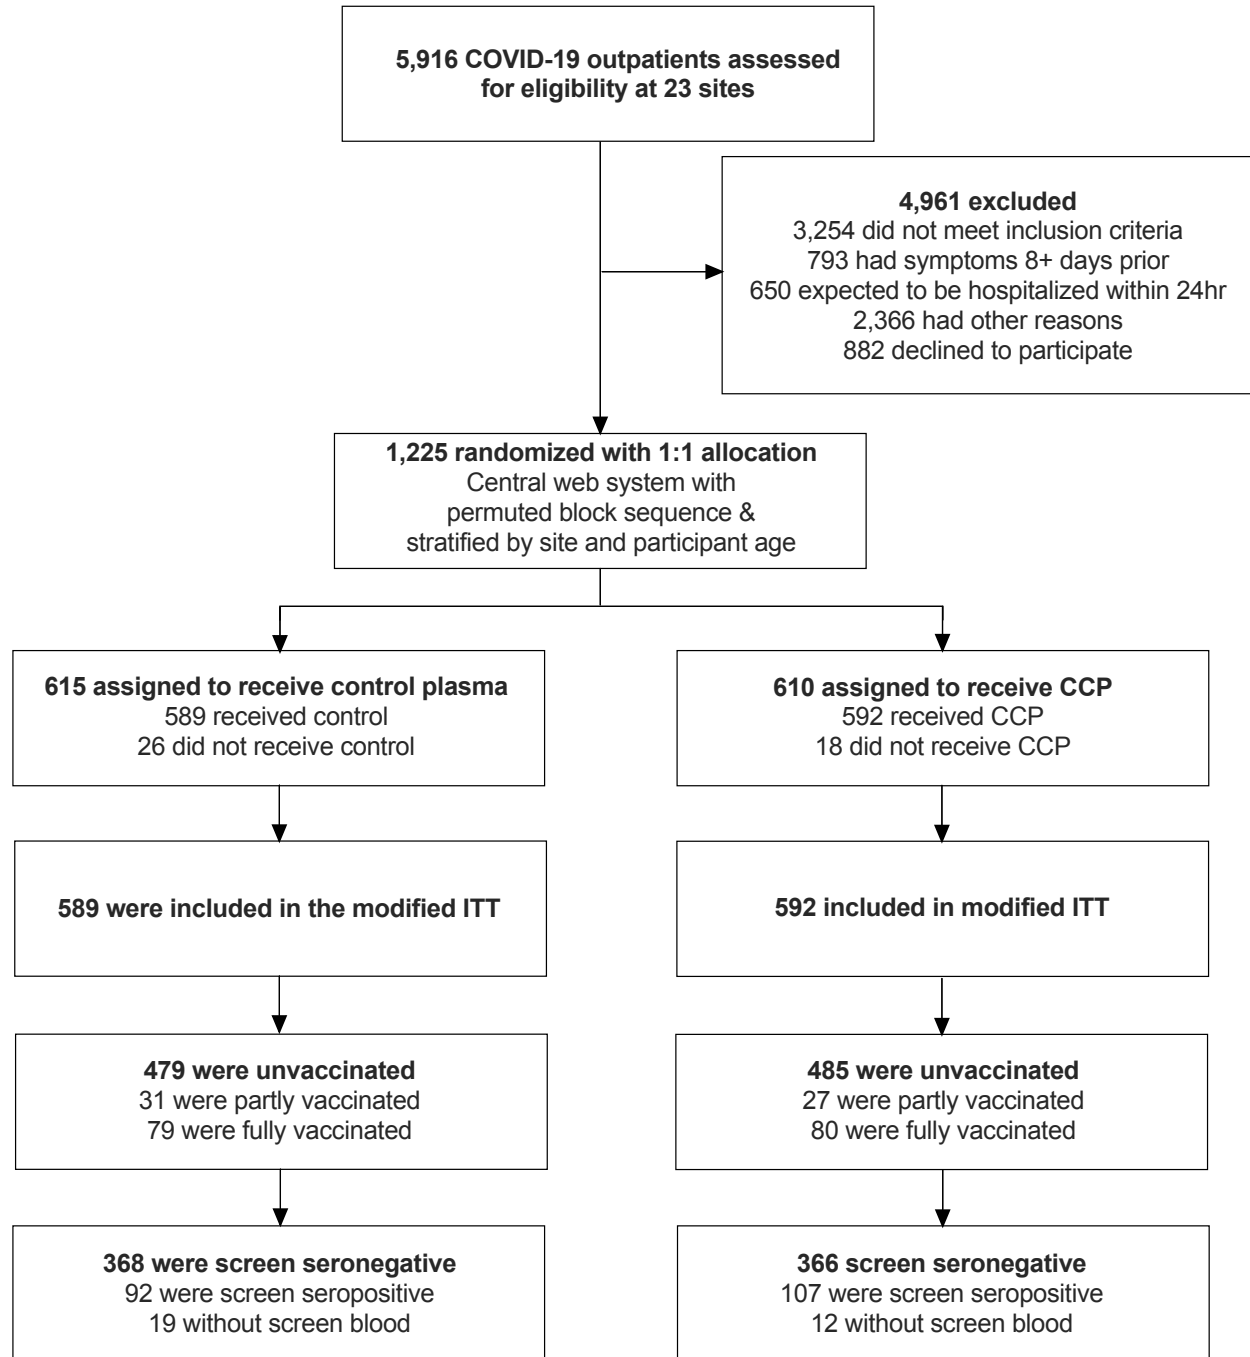 5,916 COVID-19 outpatients assessed
for eligibility at 23 sites
4,961 excluded
3,254 did not meet inclusion criteria
793 had symptoms 8+ days prior
650 expected to be hospitalized within 24hr
2,366 had other reasons
882 declined to participate
1,225 randomized with 1:1 allocation
Central web system with
permuted block sequence &
stratified by site and participant age
615 assigned to receive control plasma
589 received control
26 did not receive control
610 assigned to receive CCP
592 received CCP
18 did not receive CCP
589 were included in the modified ITT
592 included in modified ITT
479 were unvaccinated
31 were partly vaccinated
79 were fully vaccinated
485 were unvaccinated
27 were partly vaccinated
80 were fully vaccinated
368 were screen seronegative
92 were screen seropositive
19 without screen blood
366 screen seronegative
107 were screen seropositive
12 without screen blood